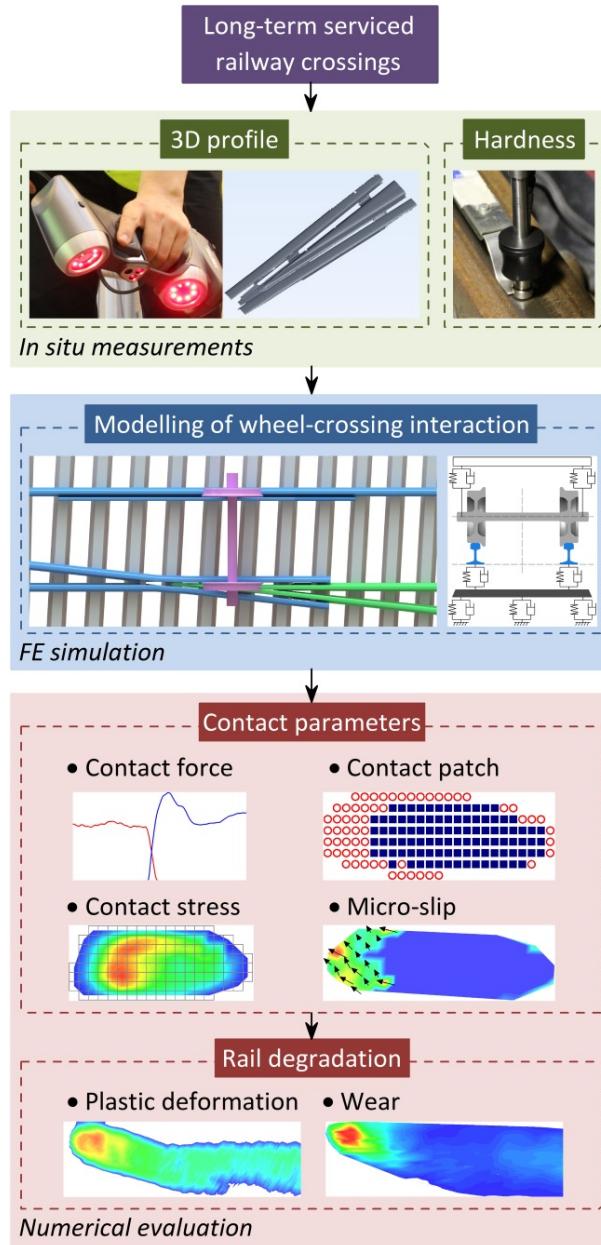 Long-term serviced
railway crossings
3D profile
Hardness
In situ measurements
Modelling of wheel-crossing interaction
FE simulation
Contact parameters
• Contact force
• Contact patch
• Contact stress
• Micro-slip
Rail degradation
• Plastic deformation
• Wear
Numerical evaluation